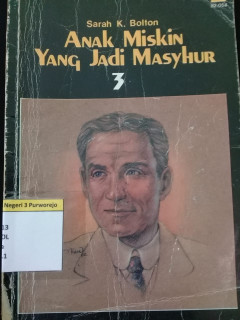 Sarah K. Bolton
Anak Miskin
Yang Jadi Masyhur
3
Negeri 3 Purworejo